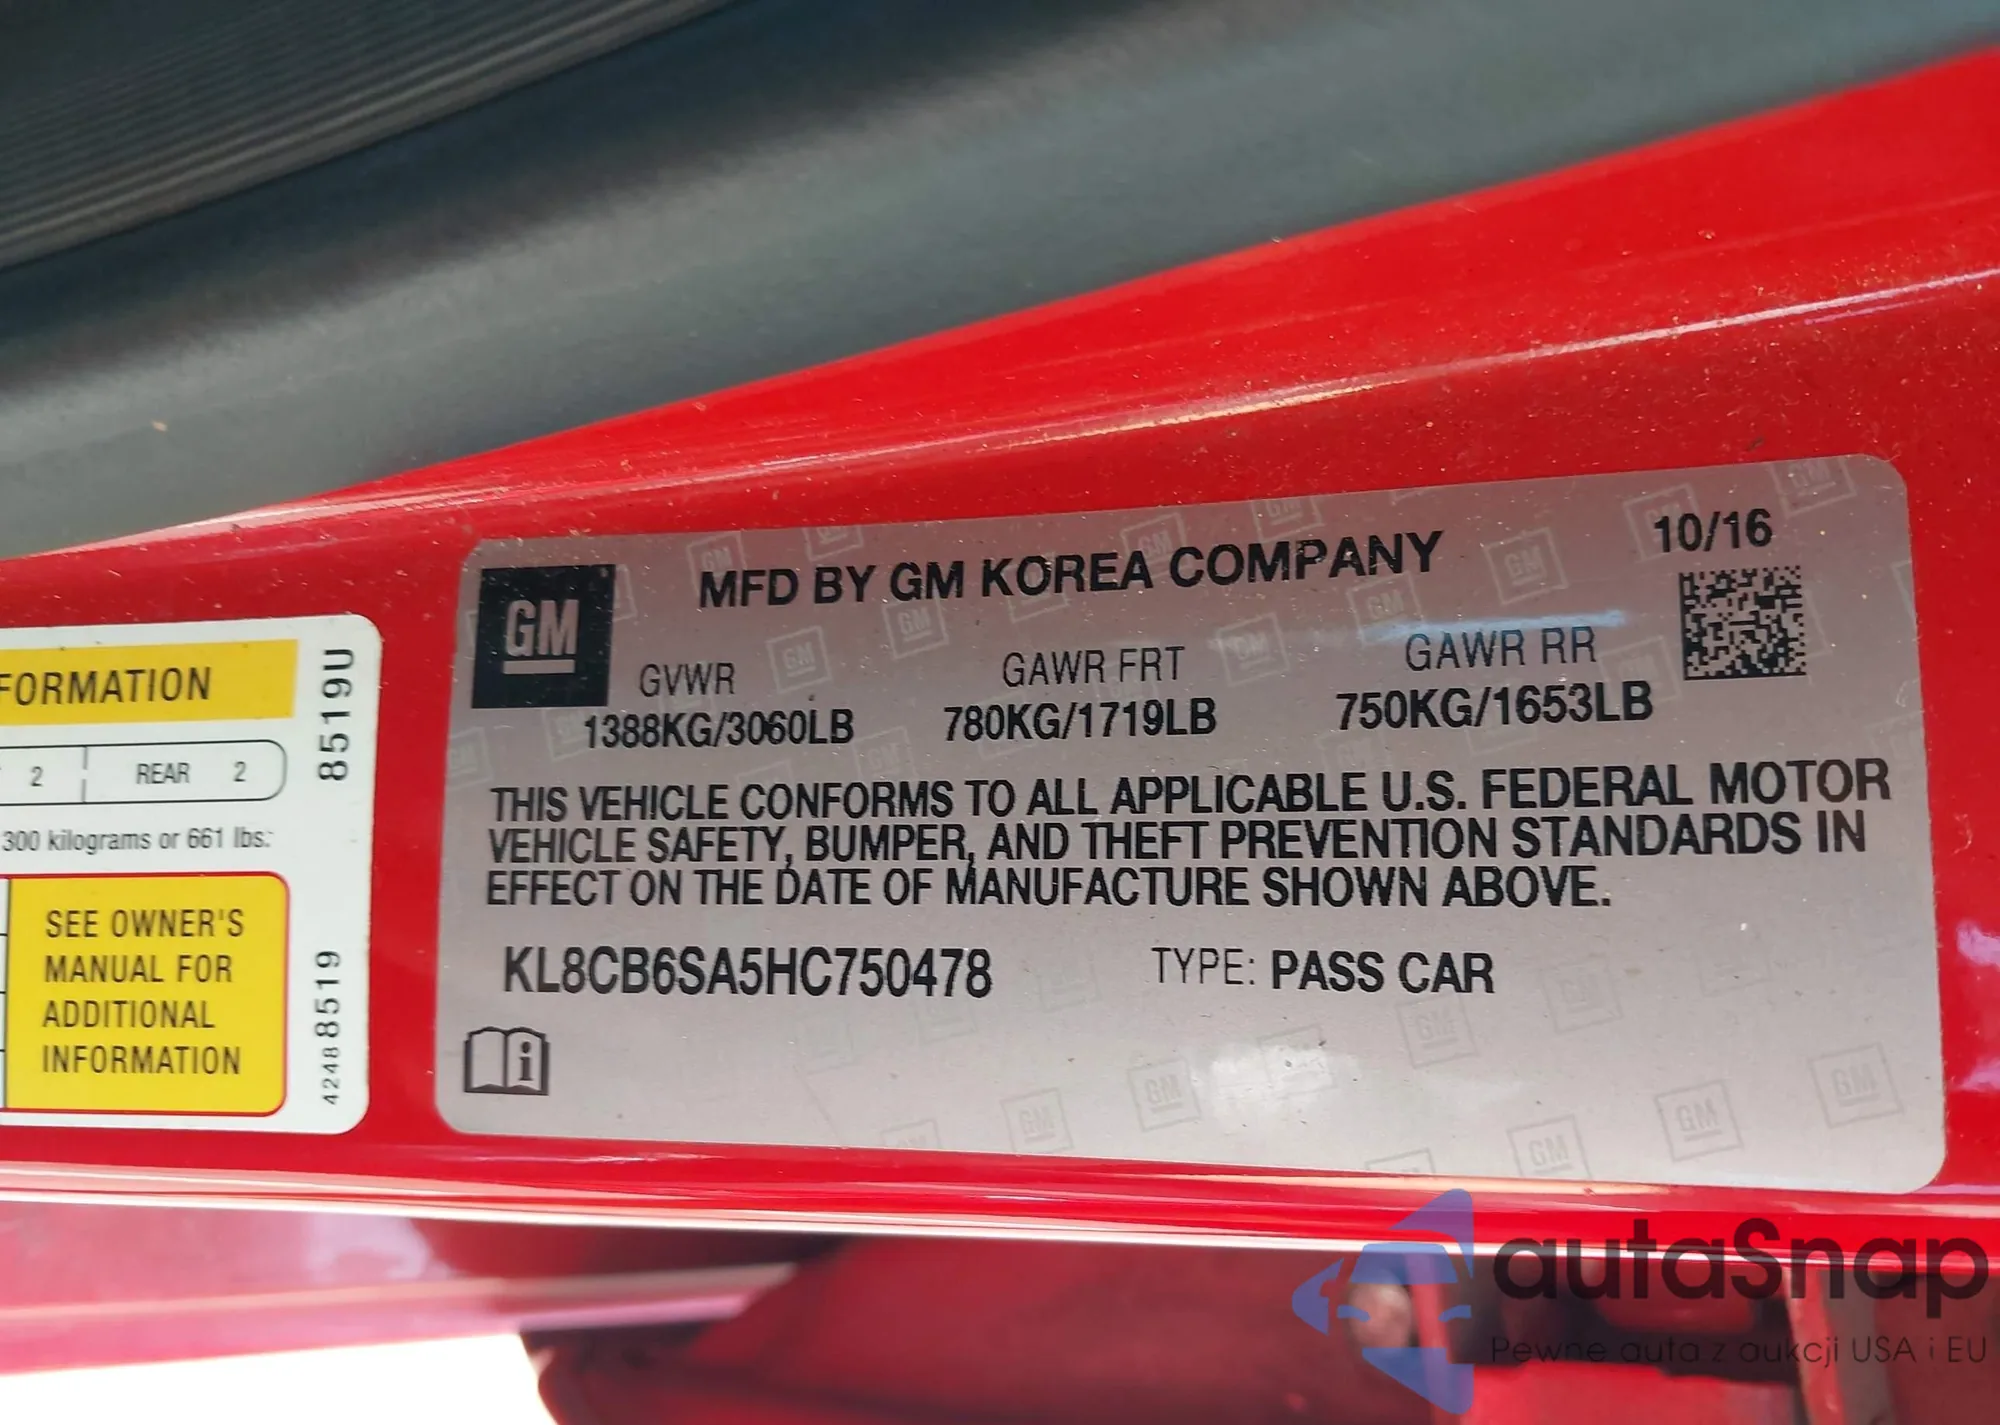 FORMATION
2 REAR 2
300 kilograms or 661 lbs:
SEE OWNER'S
MANUAL FOR
ADDITIONAL
INFORMATION
8519U
42488519
GM
MFD BY GM KOREA COMPANY
10/16
GVWR GAWR FRT GAWR RR
1388KG/3060LB 780KG/1719LB 750KG/1653LB
THIS VEHICLE CONFORMS TO ALL APPLICABLE U.S. FEDERAL MOTOR
VEHICLE SAFETY, BUMPER, AND THEFT PREVENTION STANDARDS IN
EFFECT ON THE DATE OF MANUFACTURE SHOWN ABOVE.
KL8CB6SA5HC750478 TYPE: PASS CAR
i
autaSnap
Pewne auta z aukcji USA i EU